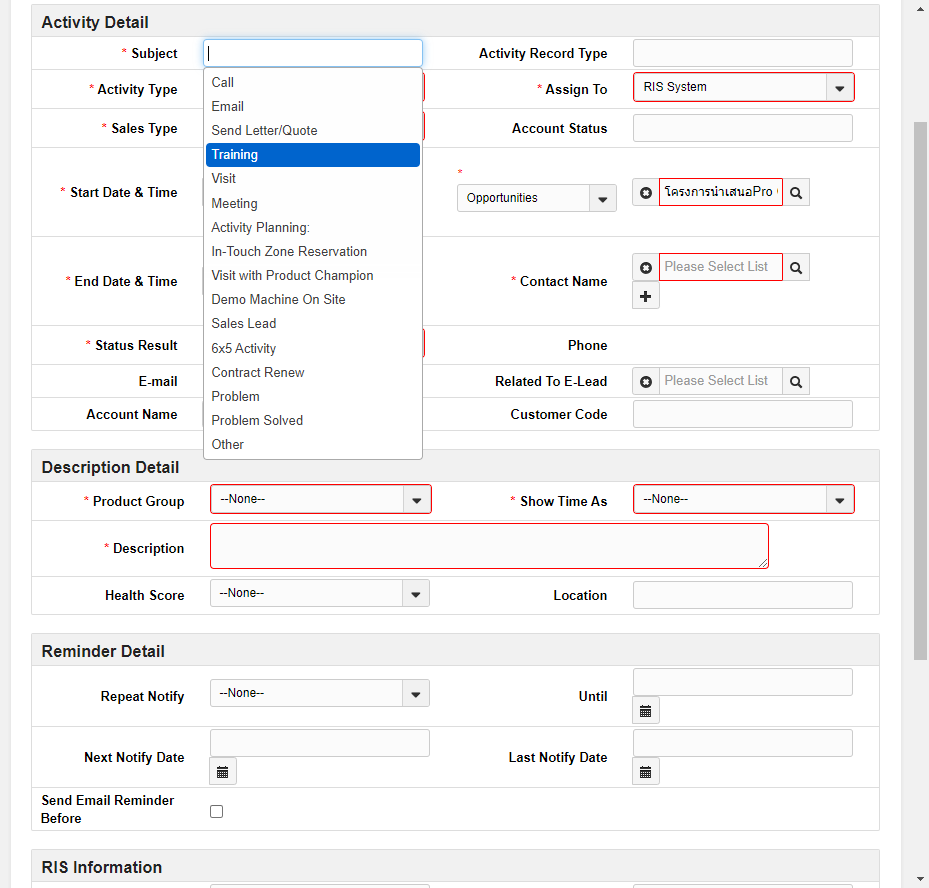 Activity Detail
* Subject
Activity Record Type
Call
* Activity Type
* Assign To
RIS System
Email
* Sales Type
Send Letter/Quote
Account Status
Training
Visit
* Start Date & Time
*
Opportunities
โครงการนำเสนอPro
Meeting
Activity Planning:
In-Touch Zone Reservation
* End Date & Time
Visit with Product Champion
* Contact Name
Please Select List
Demo Machine On Site
Sales Lead
* Status Result
6x5 Activity
Phone
E-mail
Contract Renew
Related To E-Lead
Please Select List
Problem
Account Name
Problem Solved
Customer Code
Other
Description Detail
* Product Group
--None--
* Show Time As
--None--
* Description
Health Score
--None--
Location
Reminder Detail
Repeat Notify
--None--
Until
Next Notify Date
Last Notify Date
Send Email Reminder
Before
RIS Information